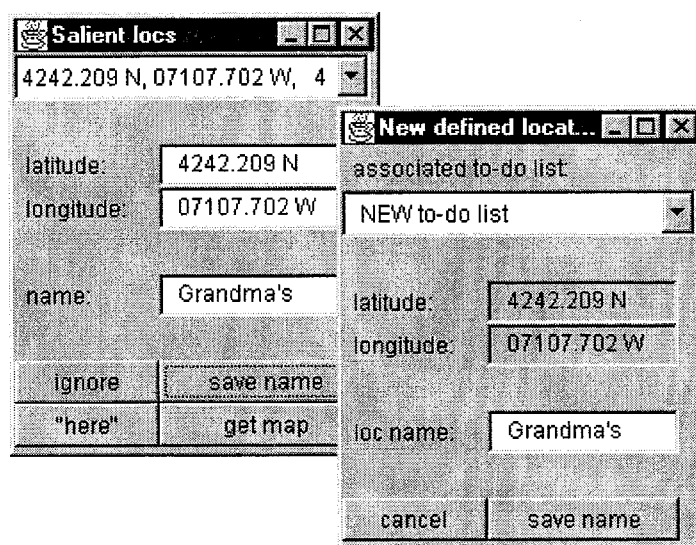 Salient locs
4242.209 N, 07107.702 W, 4
latitude: 4242.209 N
longitude: 07107.702 W
name: Grandma's
ignore save name
"here" get map
New defined locat...
associated to-do list:
NEW to-do list
latitude: 4242.209 N
longitude: 07107.702 W
loc name: Grandma's
cancel save name